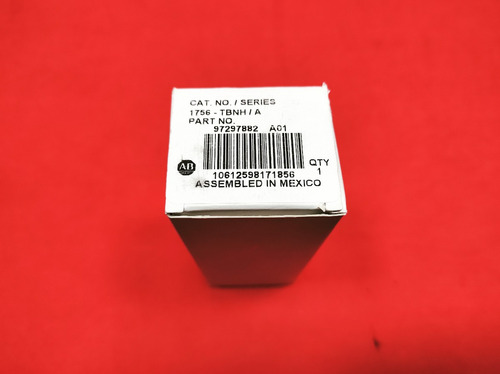 CAT. NO. / SERIES
1756 - TBNH / A
PART NO.
97297882 A01
AB
QTY
1
10612598171856
ASSEMBLED IN MEXICO